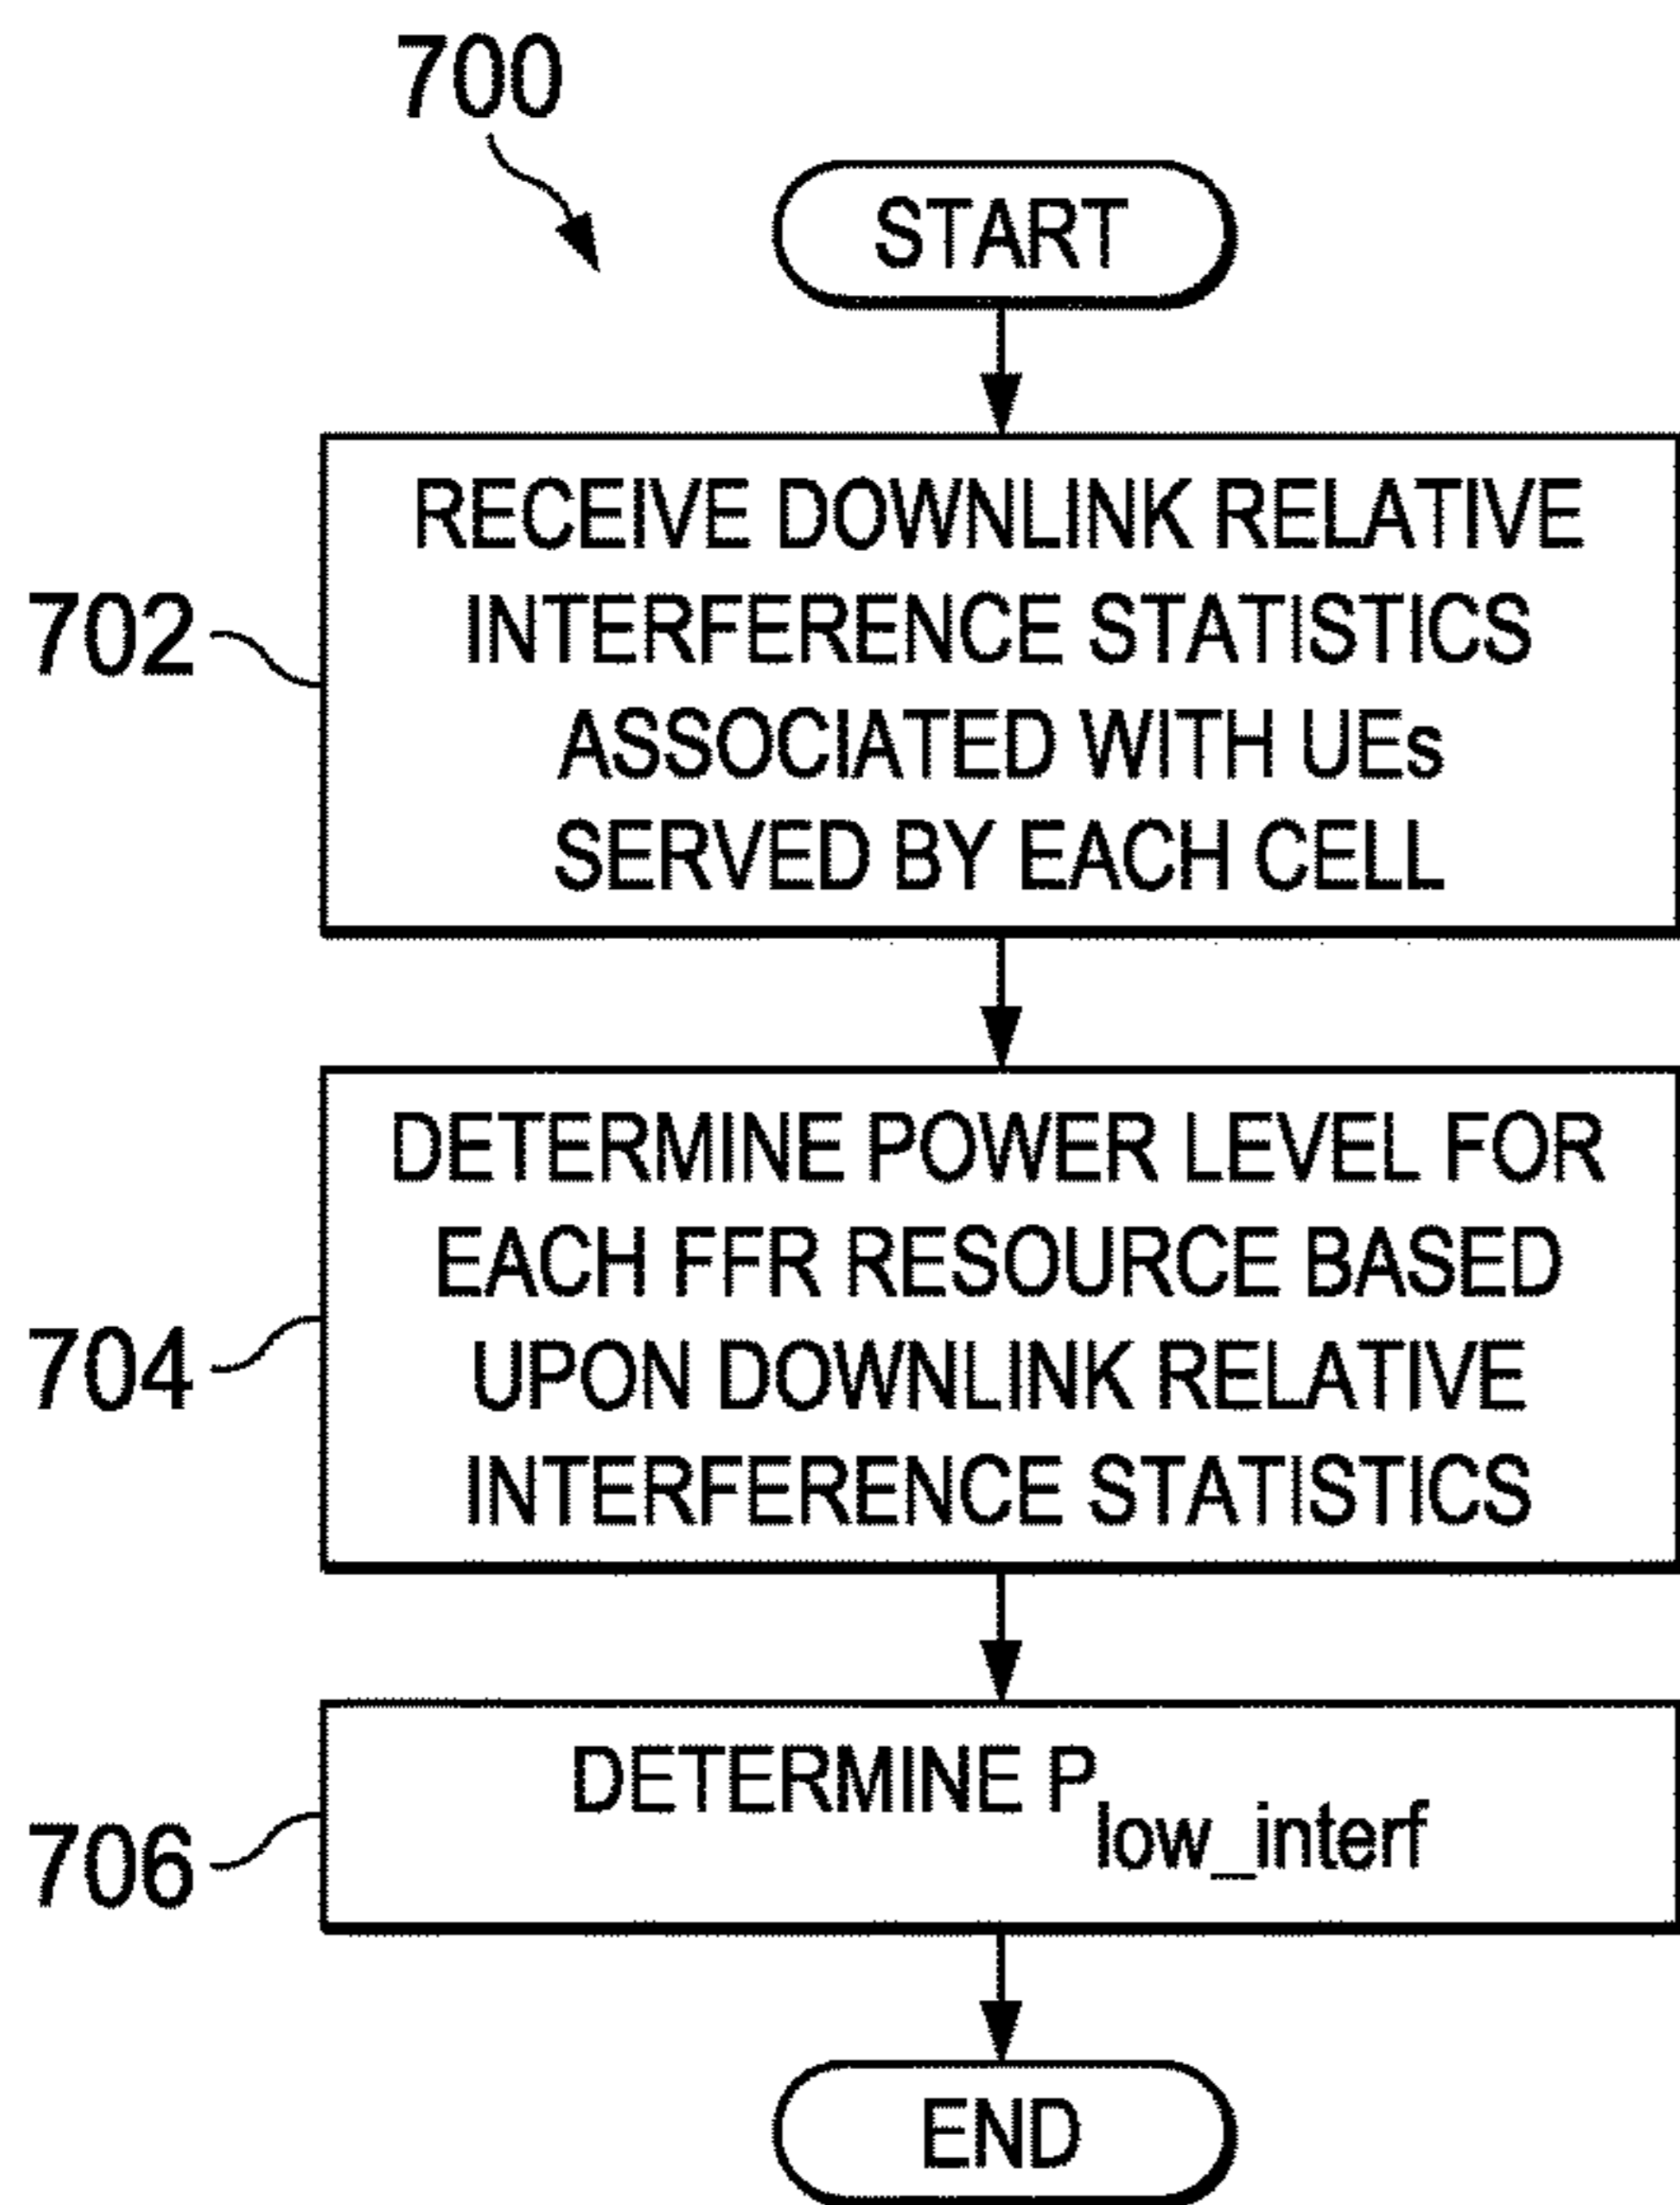 700
START
RECEIVE DOWNLINK RELATIVE
INTERFERENCE STATISTICS
702
ASSOCIATED WITH UEs
SERVED BY EACH CELL
DETERMINE POWER LEVEL FOR
EACH FFR RESOURCE BASED
704
UPON DOWNLINK RELATIVE
INTERFERENCE STATISTICS
DETERMINE P low_interf
706
END